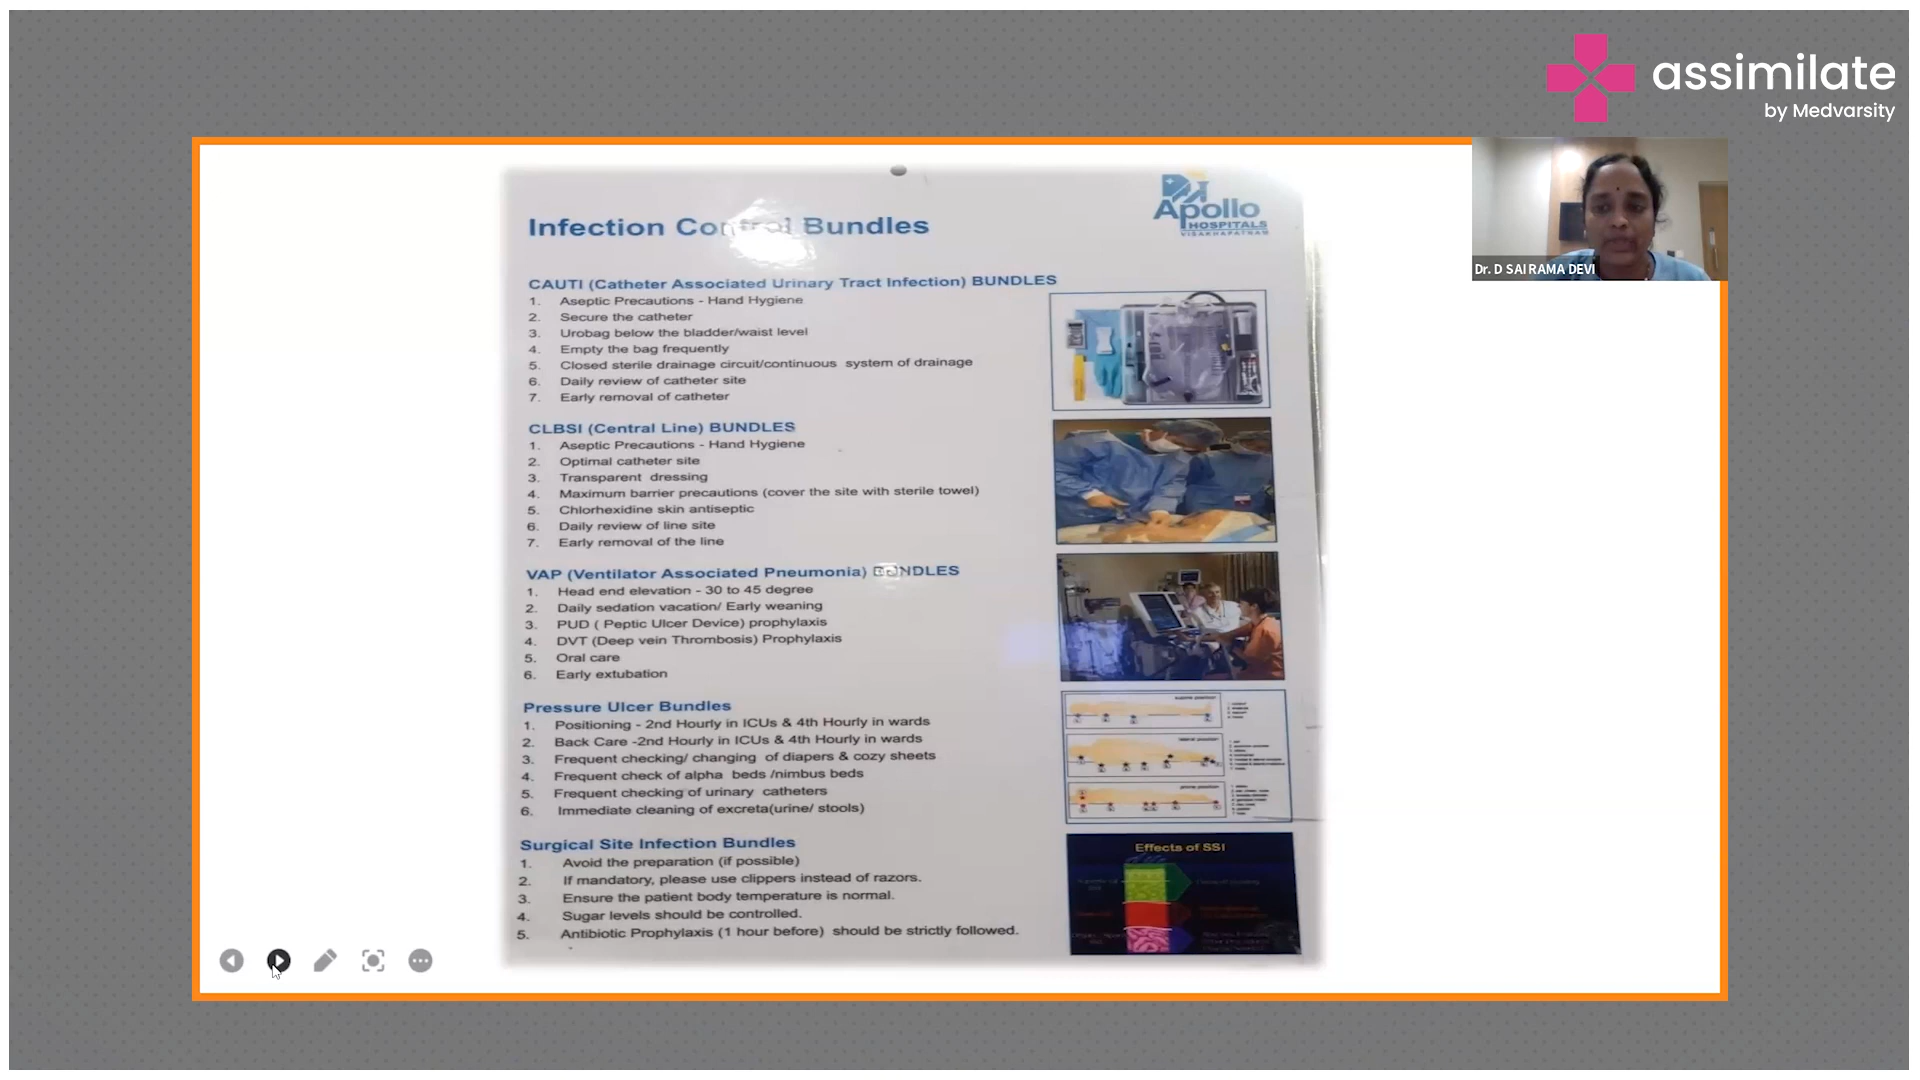 assimilate
by Medvarsity
Dr. D SAI RAMA DEVI
Apollo
HOSPITALS
VISAKHAPATNAM
Infection Control Bundles
CAUTI (Catheter Associated Urinary Tract Infection) BUNDLES
1. Aseptic Precautions - Hand Hygiene
2. Secure the catheter
3. Urobag below the bladder/waist level
4. Empty the bag frequently
5. Closed sterile drainage circuit/continuous system of drainage
6. Daily review of catheter site
7. Early removal of catheter
CLBSI (Central Line) BUNDLES
1. Aseptic Precautions - Hand Hygiene
2. Optimal catheter site
3. Transparent dressing
4. Maximum barrier precautions (cover the site with sterile towel)
5. Chlorhexidine skin antiseptic
6. Daily review of line site
7. Early removal of the line
VAP (Ventilator Associated Pneumonia) BUNDLES
1. Head end elevation - 30 to 45 degree
2. Daily sedation vacation/ Early weaning
3. PUD ( Peptic Ulcer Device) prophylaxis
4. DVT (Deep vein Thrombosis) Prophylaxis
5. Oral care
6. Early extubation
Pressure Ulcer Bundles
1. Positioning - 2nd Hourly in ICUs & 4th Hourly in wards
2. Back Care -2nd Hourly in ICUs & 4th Hourly in wards
3. Frequent checking/ changing of diapers & cozy sheets
4. Frequent check of alpha beds /nimbus beds
5. Frequent checking of urinary catheters
6. Immediate cleaning of excreta(urine/ stools)
supine position
lateral position
prone position
Surgical Site Infection Bundles
1. Avoid the preparation (if possible)
2. If mandatory, please use clippers instead of razors.
3. Ensure the patient body temperature is normal.
4. Sugar levels should be controlled.
5. Antibiotic Prophylaxis (1 hour before) should be strictly followed.
Effects of SSI